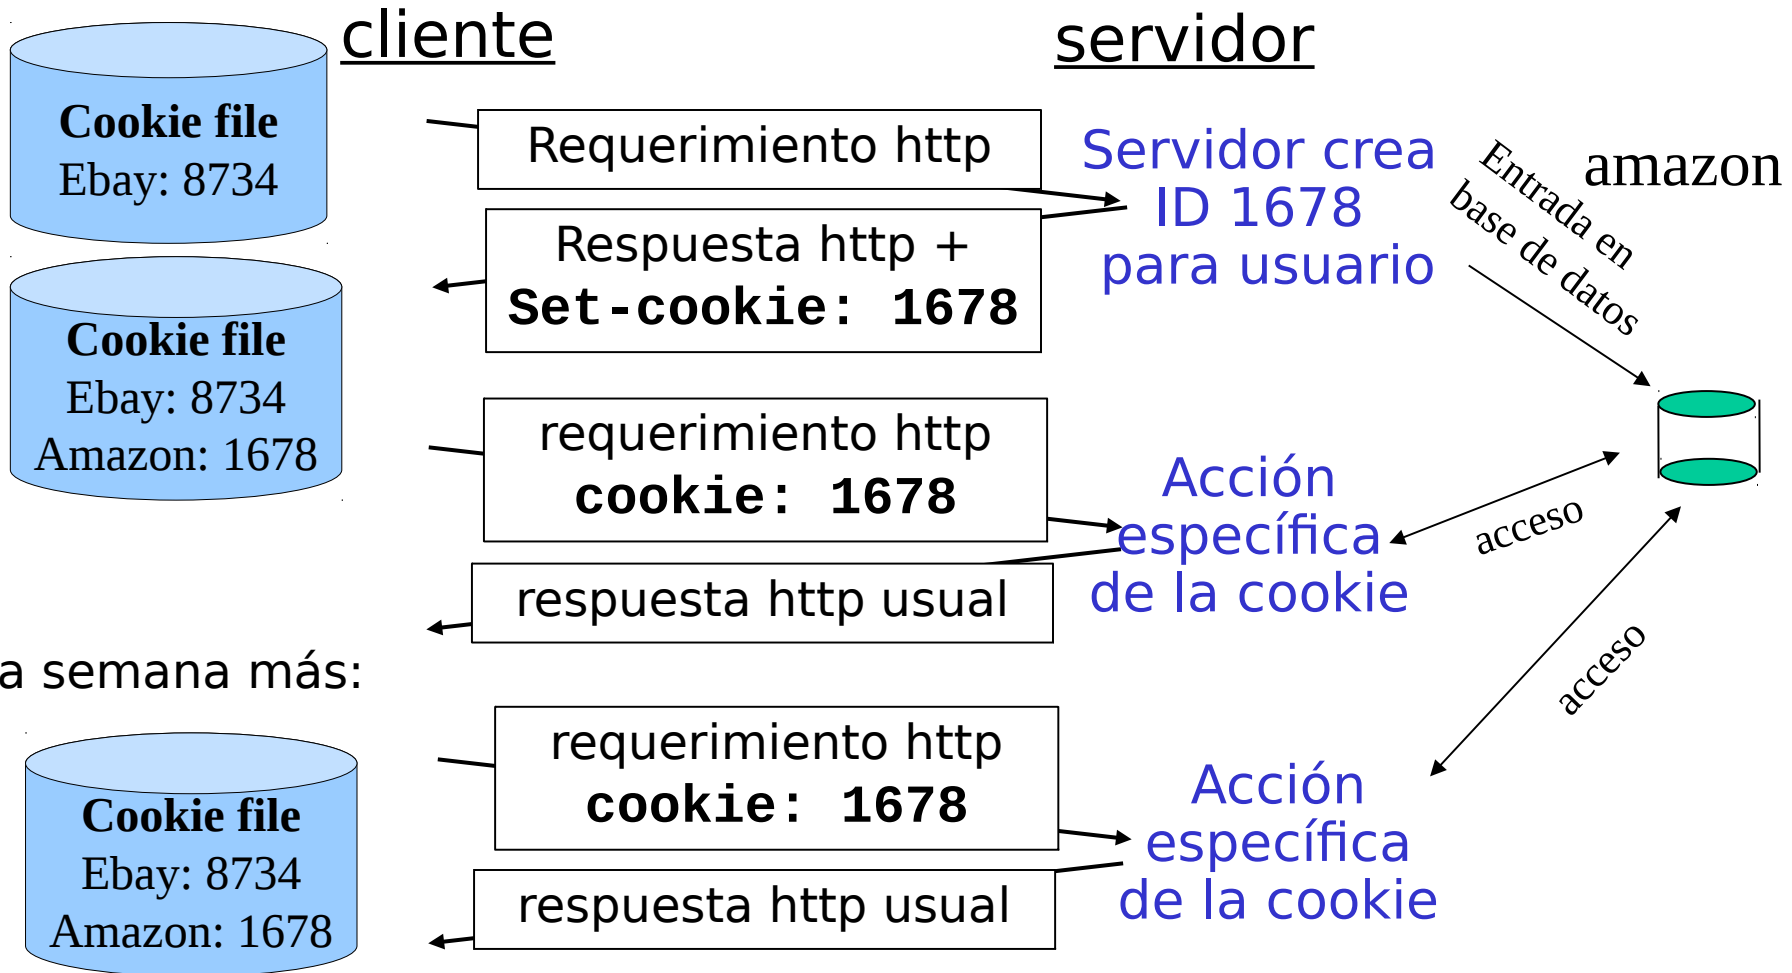 cliente
servidor
Cookie file
Ebay: 8734
Requerimiento http
Servidor crea
ID 1678
para usuario
Entrada en
base de datos
amazon
Respuesta http +
Set-cookie: 1678
Cookie file
Ebay: 8734
Amazon: 1678
requerimiento http
cookie: 1678
Acción
específica
de la cookie
acceso
respuesta http usual
acceso
a semana más:
Cookie file
Ebay: 8734
Amazon: 1678
requerimiento http
cookie: 1678
Acción
específica
de la cookie
respuesta http usual